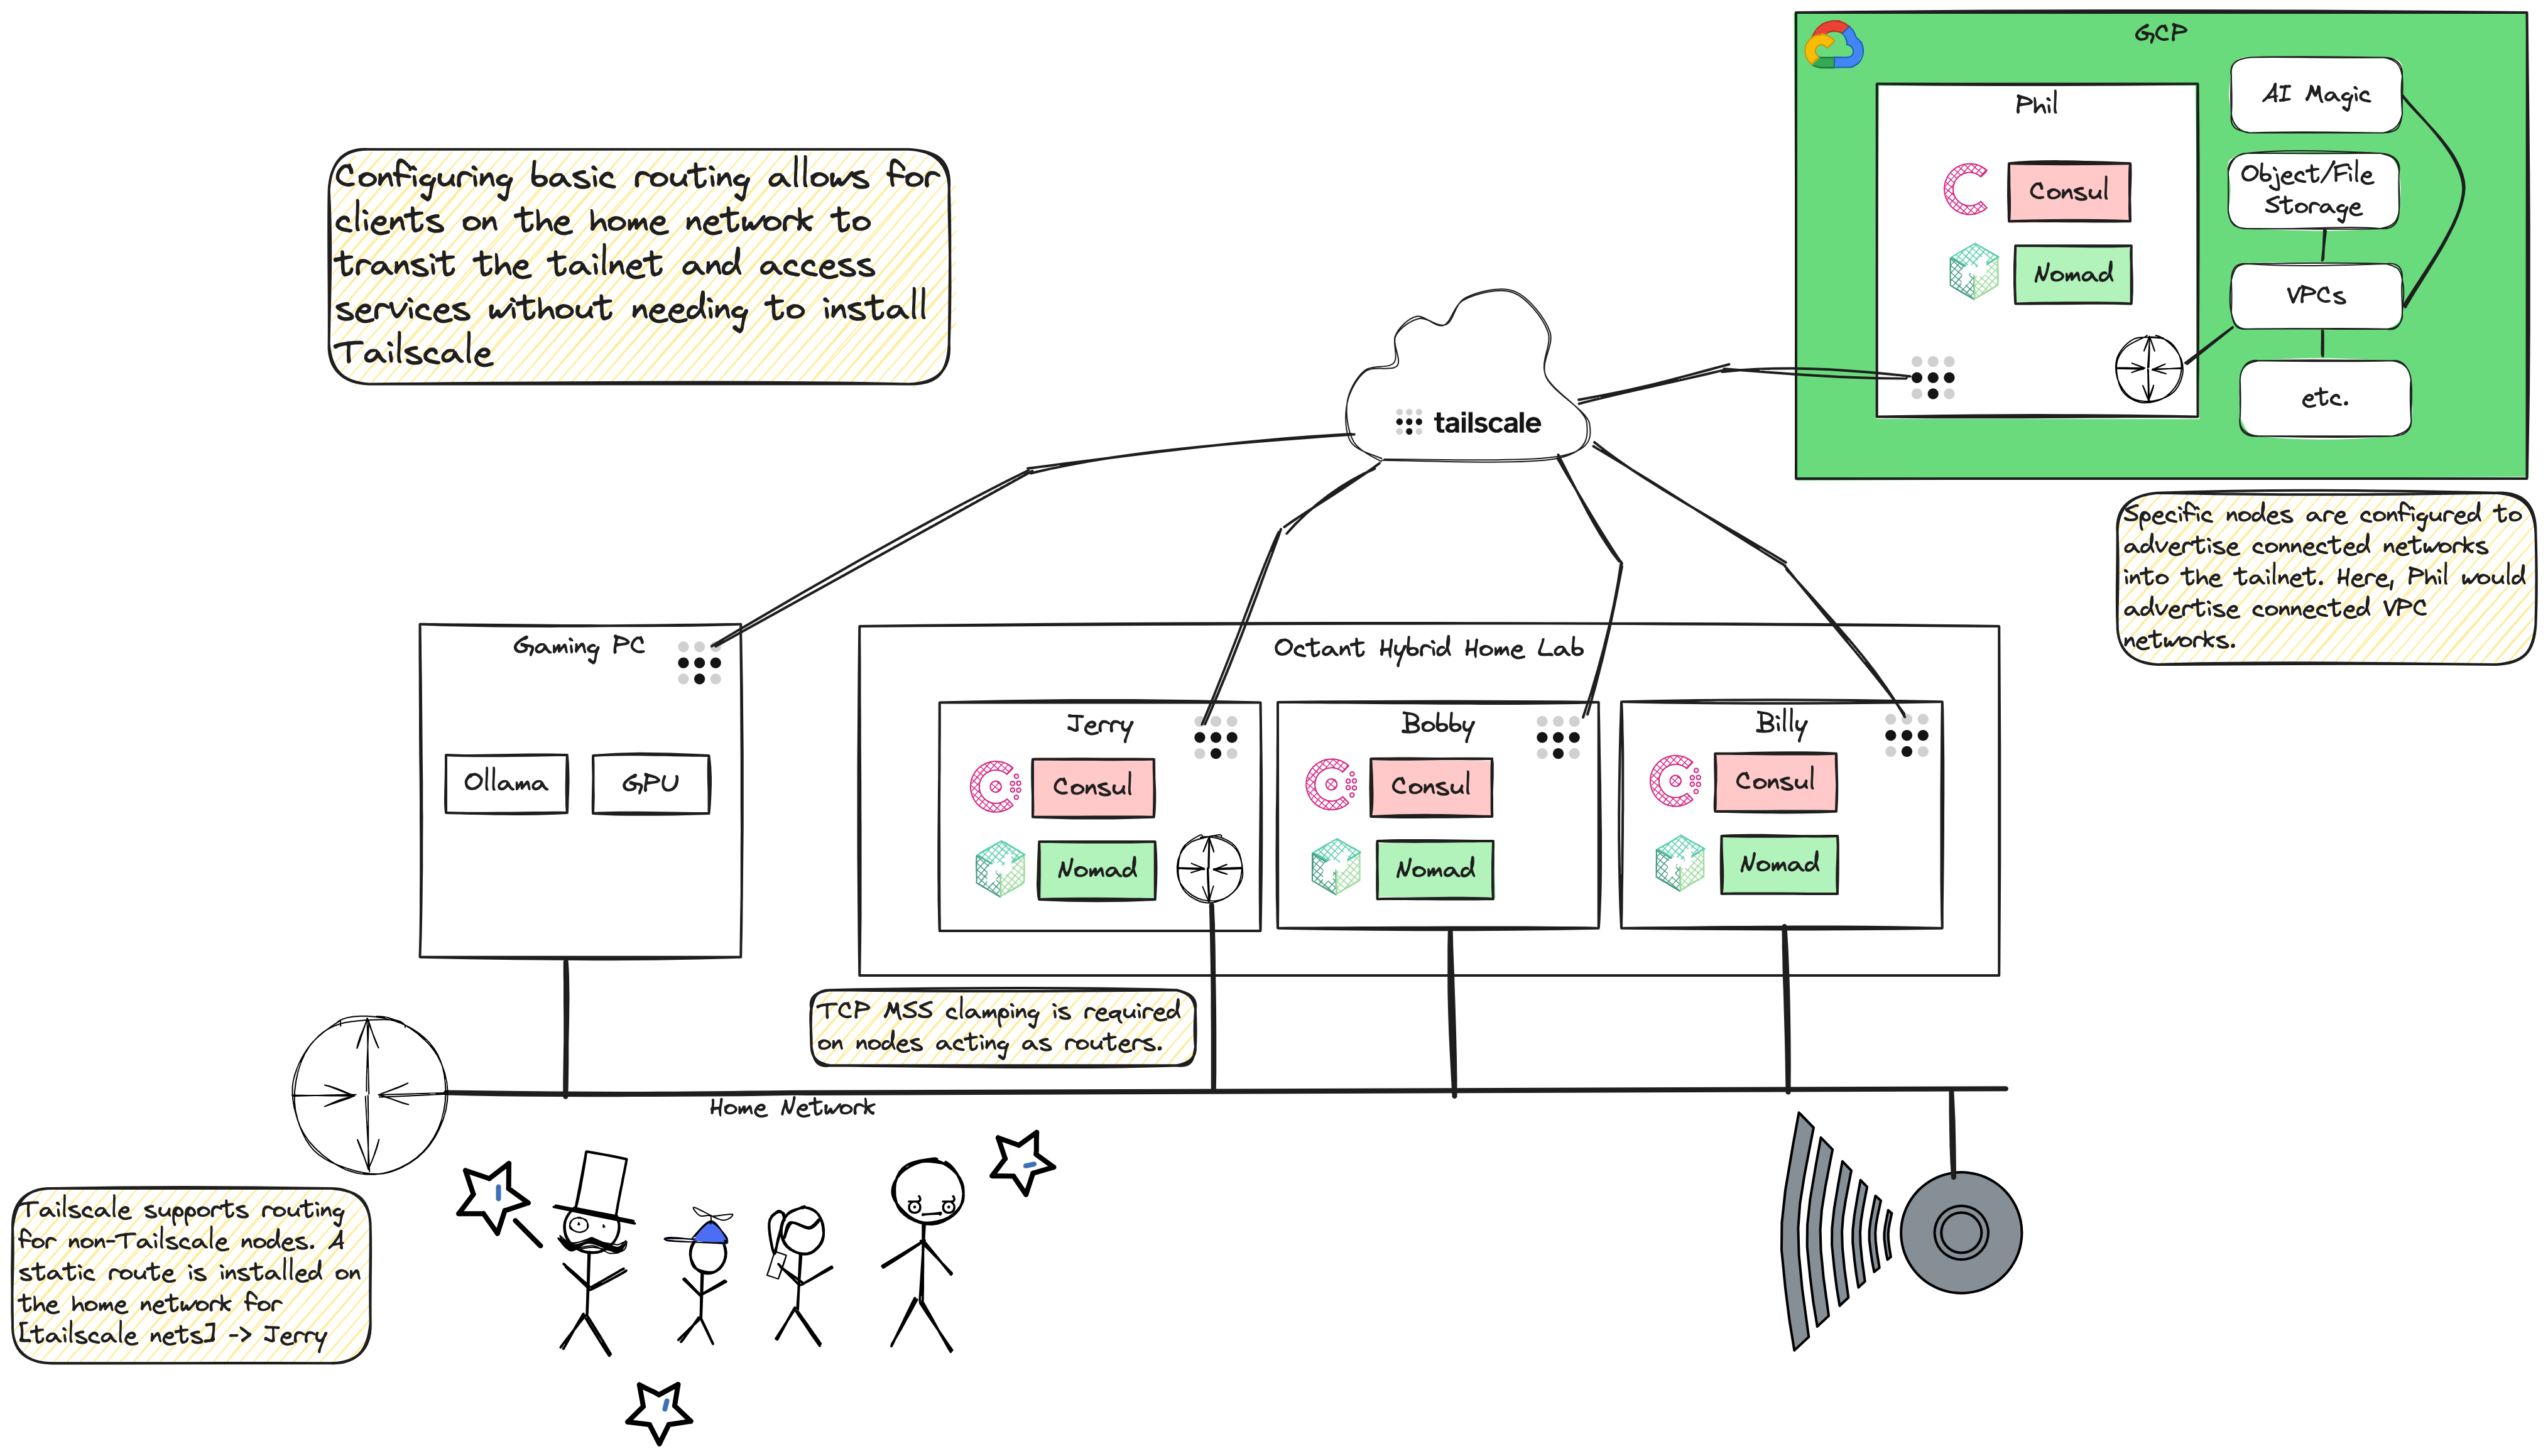 GCP
Phil
Consul
Nomad
AI Magic
Object/File
Storage
VPCs
etc.
Configuring basic routing allows for
clients on the home network to
transit the tailnet and access
services without needing to install
Tailscale
tailscale
Specific nodes are configured to
advertise connected networks
into the tailnet. Here, Phil would
advertise connected VPC
networks.
Gaming PC
Ollama
GPU
Octant Hybrid Home Lab
Jerry
Consul
Nomad
Bobby
Consul
Nomad
Billy
Consul
Nomad
TCP MSS clamping is required
on nodes acting as routers.
Home Network
Tailscale supports routing
for non-Tailscale nodes. A
static route is installed on
the home network for
[tailscale nets] -> Jerry